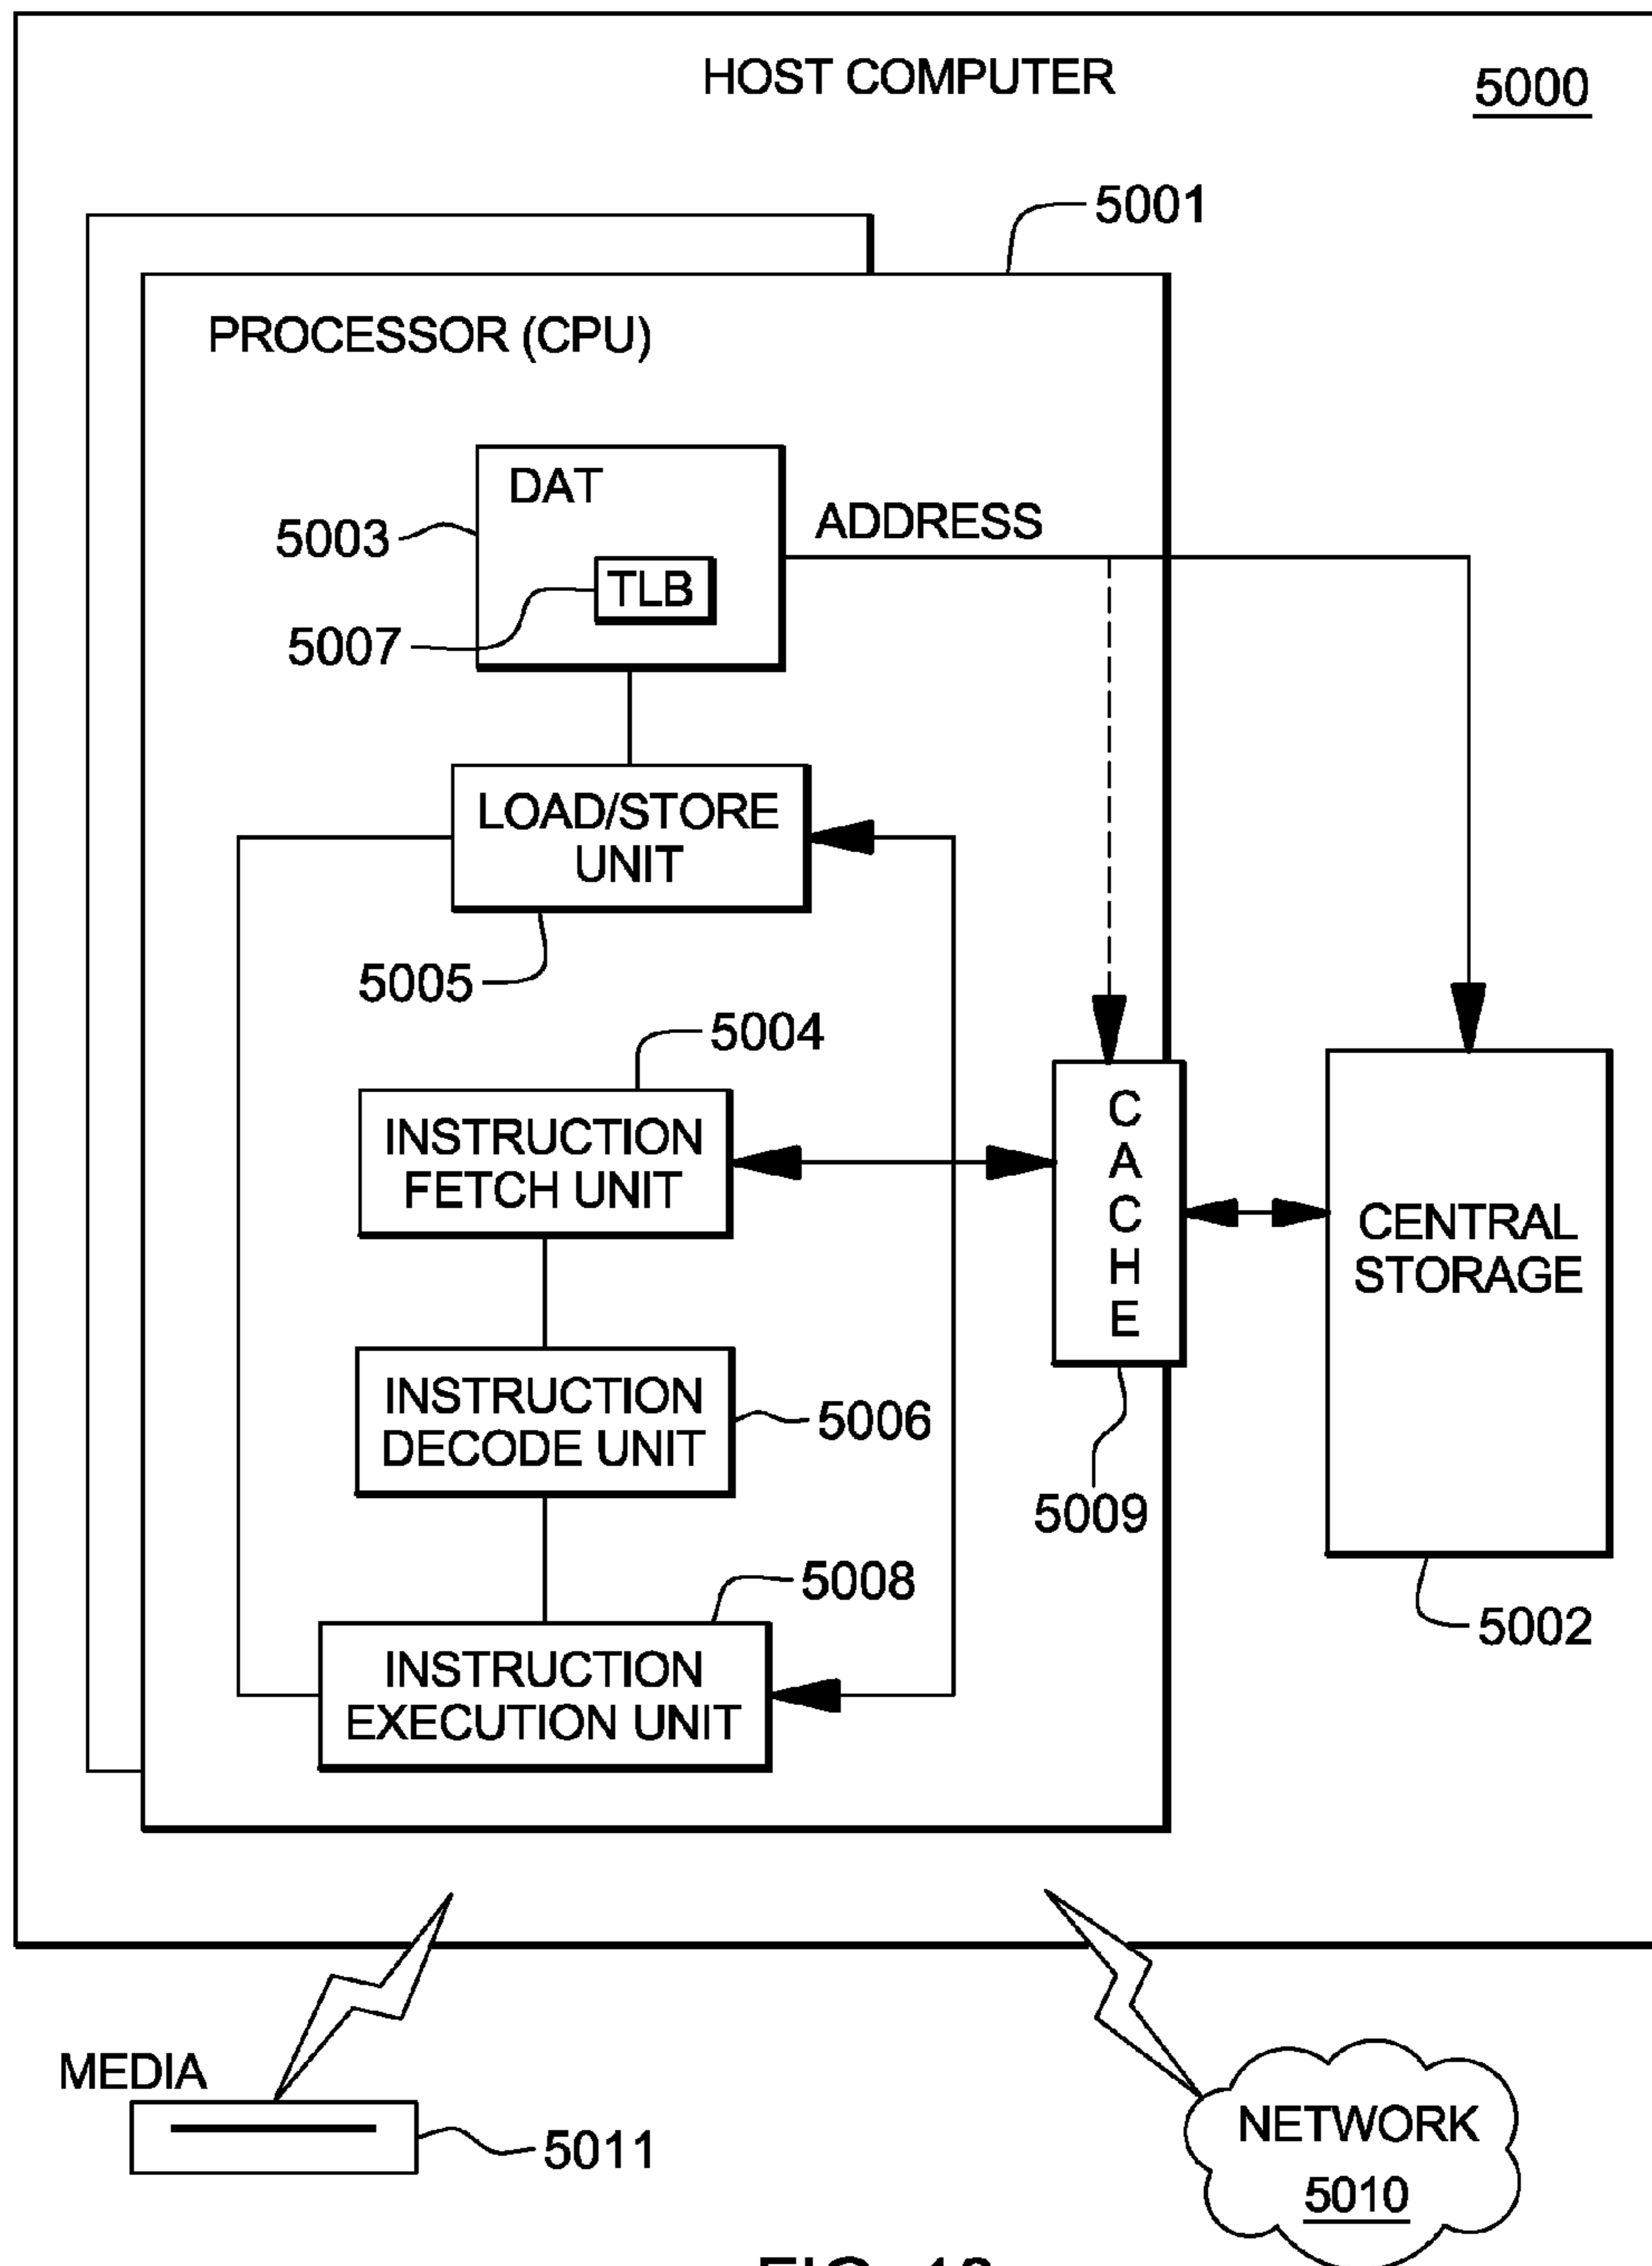 HOST COMPUTER
5000
5001
PROCESSOR (CPU)
DAT
ADDRESS
5003
TLB
5007
LOAD/STORE
UNIT
5005
5004
INSTRUCTION
FETCH UNIT
CACHE
CENTRAL
STORAGE
INSTRUCTION
DECODE UNIT
5006
5009
5008
5002
INSTRUCTION
EXECUTION UNIT
MEDIA
5011
NETWORK
5010